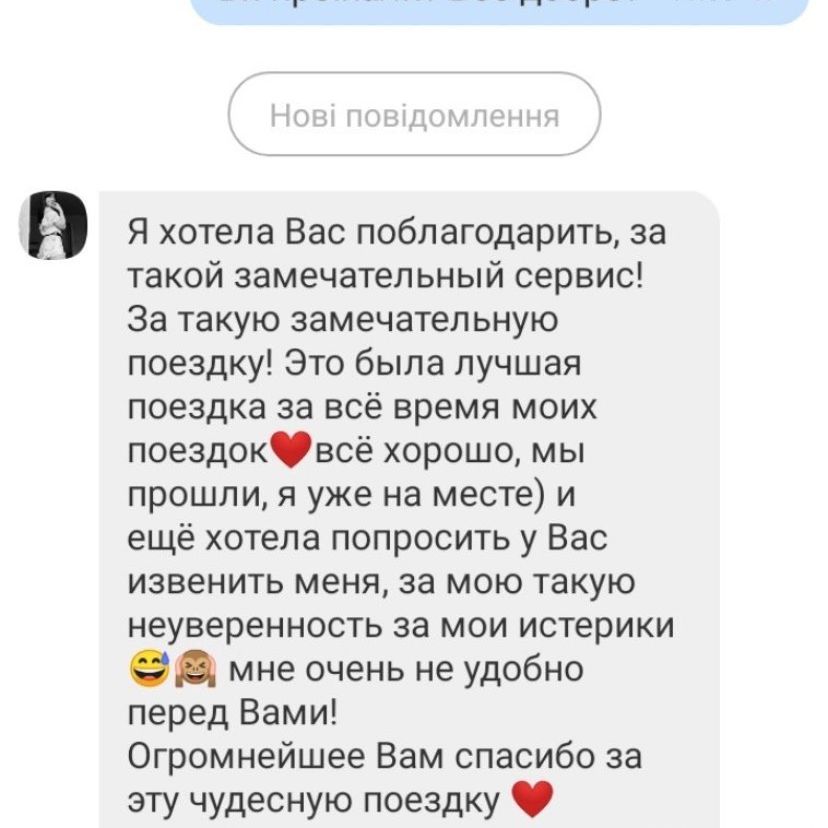 Нові повідомлення
Я хотела Вас поблагодарить, за
такой замечательный сервис!
За такую замечательную
поездку! Это была лучшая
поездка за всё время моих
поездок❤️всё хорошо, мы
прошли, я уже на месте) и
ещё хотела попросить у Вас
извенить меня, за мою такую
неуверенность за мои истерики
😅🙈 мне очень не удобно
перед Вами!
Огромнейшее Вам спасибо за
эту чудесную поездку ❤️